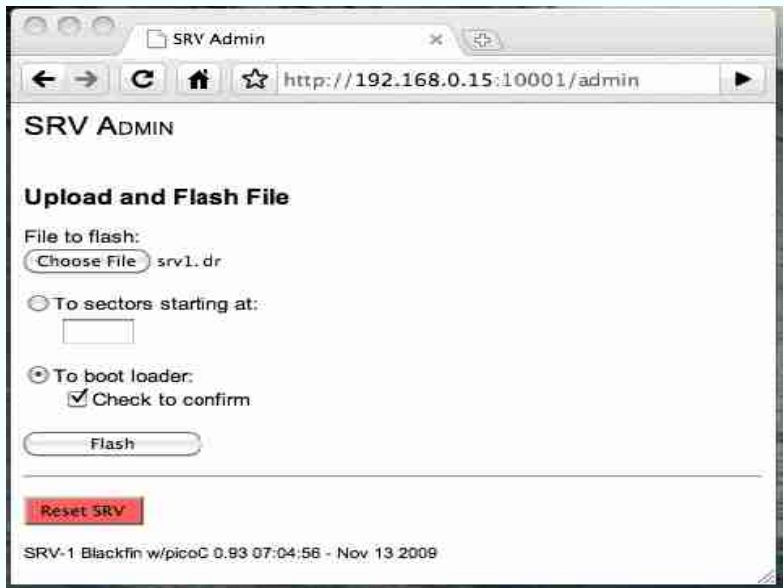 SRV Admin
http://192.168.0.15:10001/admin
SRV ADMIN
Upload and Flash File
File to flash:
Choose File srv1.dr
To sectors starting at:
To boot loader:
Check to confirm
Flash
Reset SRV
SRV-1 Blackfin w/picoC 0.93 07:04:56 - Nov 13 2009